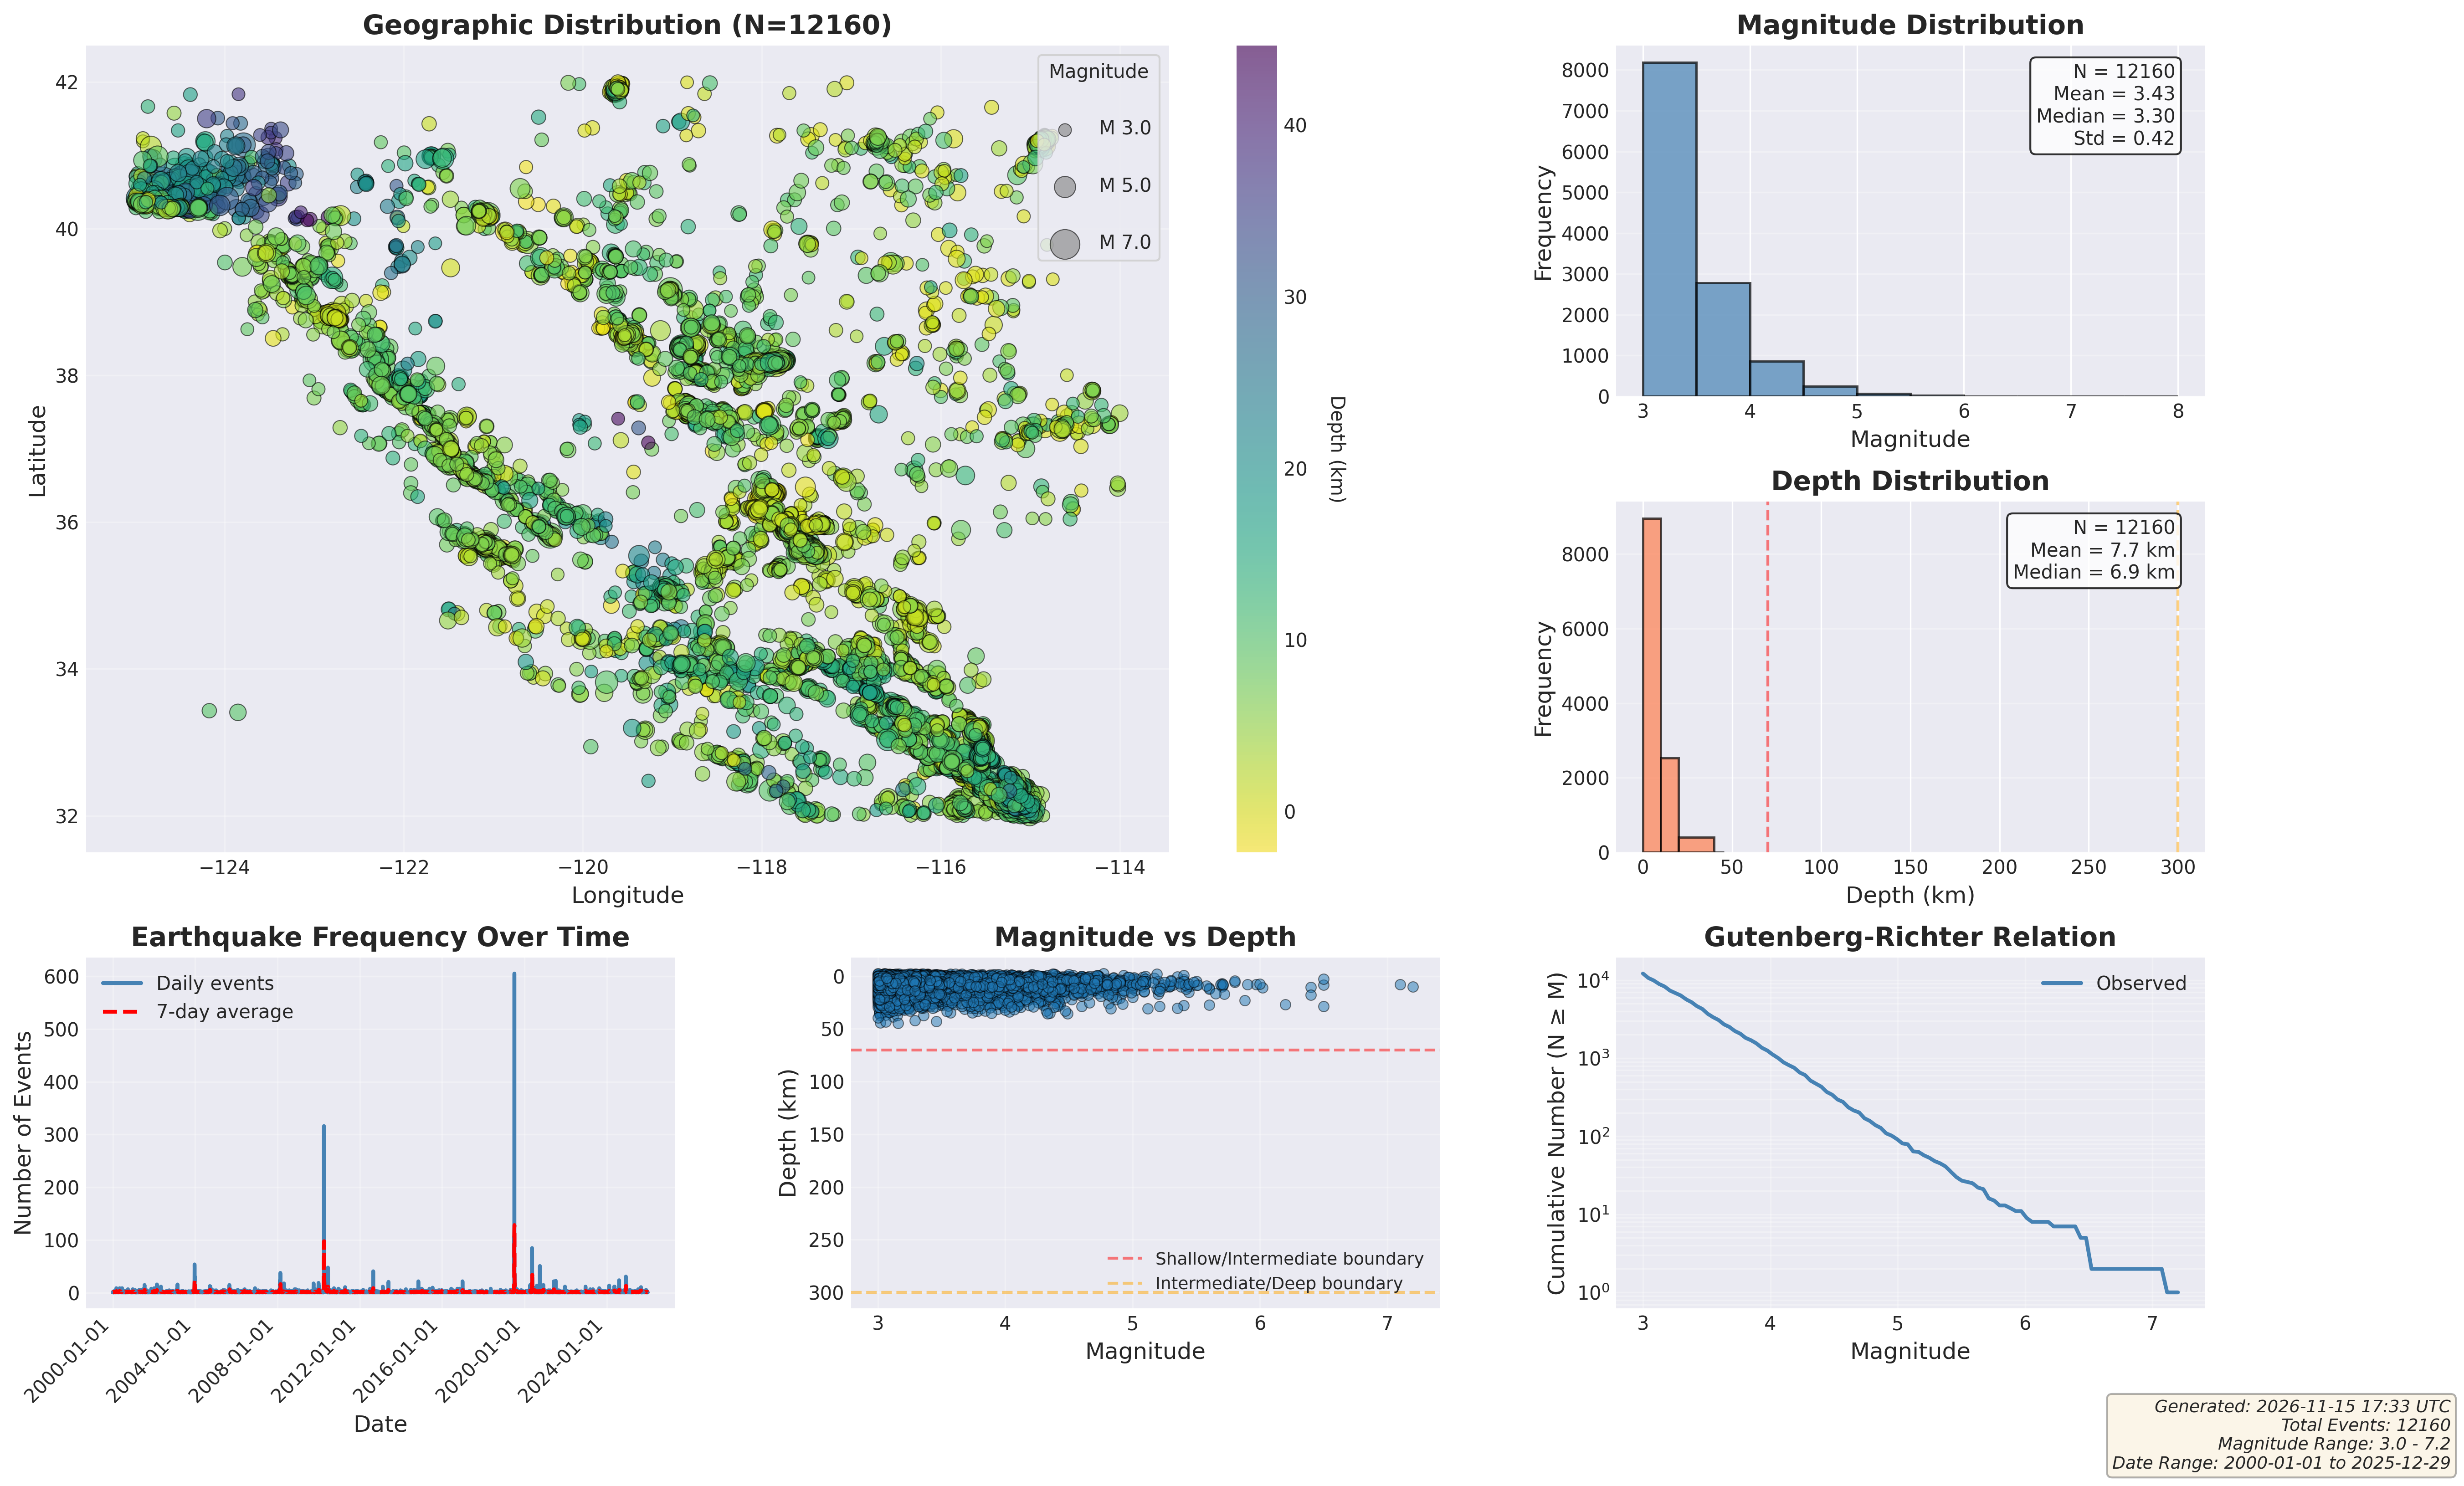 Geographic Distribution (N=12160)
42
40
38
36
34
32
Latitude
−124
−122
−120
−118
−116
−114
Longitude
Magnitude
M 3.0
M 5.0
M 7.0
40
30
20
10
0
Depth (km)
Magnitude Distribution
8000
7000
6000
5000
4000
3000
2000
1000
0
Frequency
N = 12160
Mean = 3.43
Median = 3.30
Std = 0.42
3
4
5
6
7
8
Magnitude
Depth Distribution
8000
6000
4000
2000
0
Frequency
N = 12160
Mean = 7.7 km
Median = 6.9 km
0
50
100
150
200
250
300
Depth (km)
Earthquake Frequency Over Time
600
500
400
300
200
100
0
Number of Events
Daily events
7-day average
2000-01-01
2004-01-01
2008-01-01
2012-01-01
2016-01-01
2020-01-01
2024-01-01
Date
Magnitude vs Depth
0
50
100
150
200
250
300
Depth (km)
Shallow/Intermediate boundary
Intermediate/Deep boundary
3
4
5
6
7
Magnitude
Gutenberg-Richter Relation
10⁴
10³
10²
10¹
10⁰
Cumulative Number (N ≥ M)
Observed
3
4
5
6
7
Magnitude
Generated: 2026-11-15 17:33 UTC
Total Events: 12160
Magnitude Range: 3.0 - 7.2
Date Range: 2000-01-01 to 2025-12-29